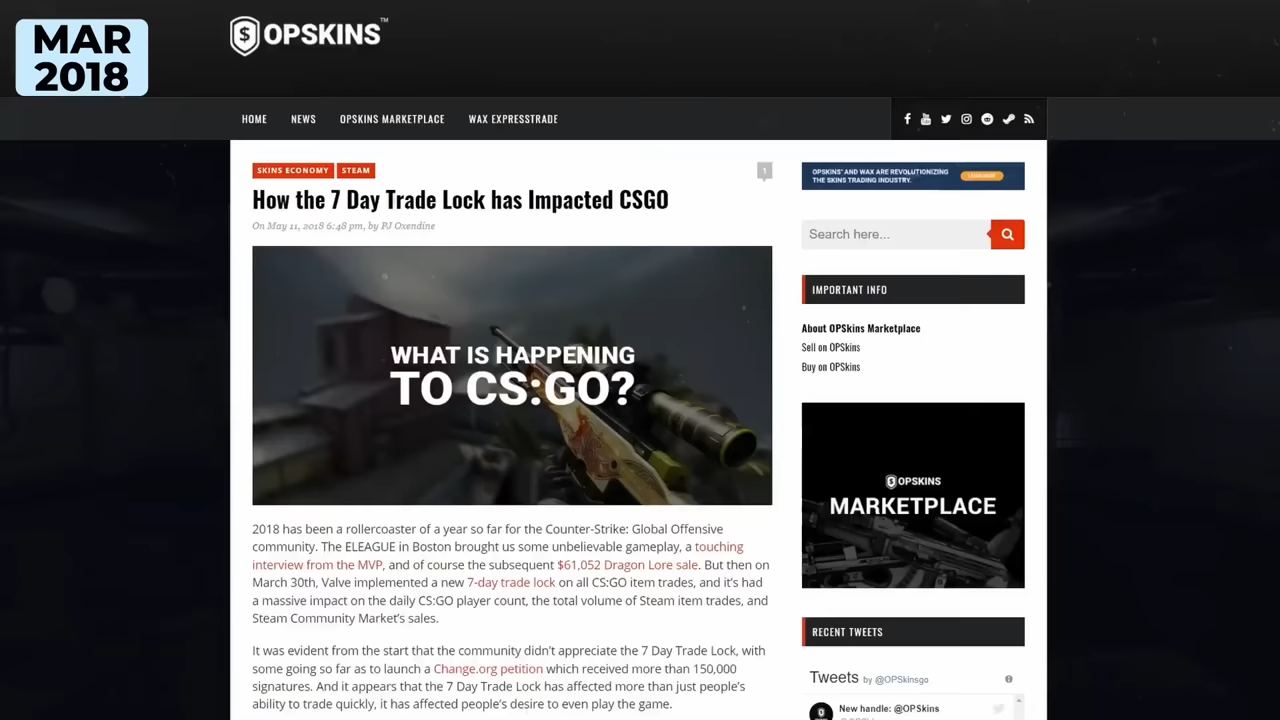 MAR
2018
OPSKINS™
HOME
NEWS
OPSKINS MARKETPLACE
WAX EXPRESSTRADE
SKINS ECONOMY
STEAM
1
How the 7 Day Trade Lock has Impacted CSGO
On May 11, 2018 6:48 pm, by PJ Oxendine
WHAT IS HAPPENING
TO CS:GO?
2018 has been a rollercoaster of a year so far for the Counter-Strike: Global Offensive
community. The ELEAGUE in Boston brought us some unbelievable gameplay, a touching
interview from the MVP, and of course the subsequent $61,052 Dragon Lore sale. But then on
March 30th, Valve implemented a new 7-day trade lock on all CS:GO item trades, and it's had
a massive impact on the daily CS:GO player count, the total volume of Steam item trades, and
Steam Community Market's sales.
It was evident from the start that the community didn't appreciate the 7 Day Trade Lock, with
some going so far as to launch a Change.org petition which received more than 150,000
signatures. And it appears that the 7 Day Trade Lock has affected more than just people's
ability to trade quickly, it has affected people's desire to even play the game.
OPSKINS™ AND WAX ARE REVOLUTIONIZING
THE SKINS TRADING INDUSTRY.
LEARN MORE
Search here...
IMPORTANT INFO
About OPSkins Marketplace
Sell on OPSkins
Buy on OPSkins
OPSKINS
MARKETPLACE
RECENT TWEETS
Tweets by @OPSkinsgo
New handle: @OPSkins